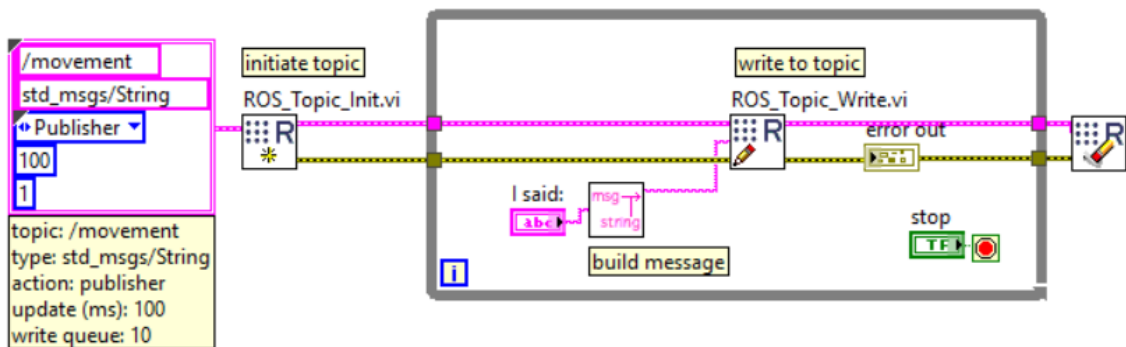 /movement
std_msgs/String
Publisher
100
1
topic: /movement
type: std_msgs/String
action: publisher
update (ms): 100
write queue: 10
initiate topic
ROS_Topic_Init.vi
R
write to topic
ROS_Topic_Write.vi
R
error out
I said:
abc
msg
string
build message
stop
TF
i
R